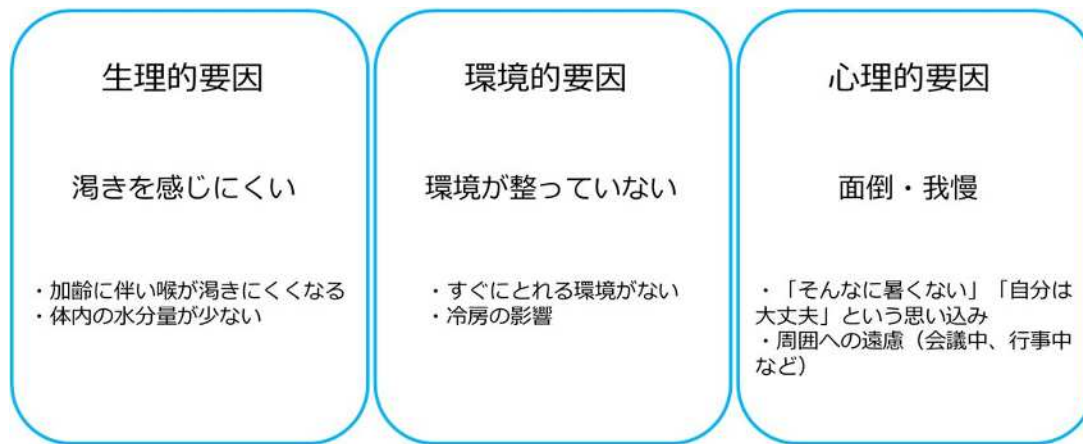 生理的要因
渇きを感じにくい
・加齢に伴い喉が渇きにくくなる
・体内の水分量が少ない
環境的要因
環境が整っていない
・すぐにとれる環境がない
・冷房の影響
心理的要因
面倒・我慢
・「そんなに暑くない」「自分は
大丈夫」という思い込み
・周囲への遠慮（会議中、行事中
など）